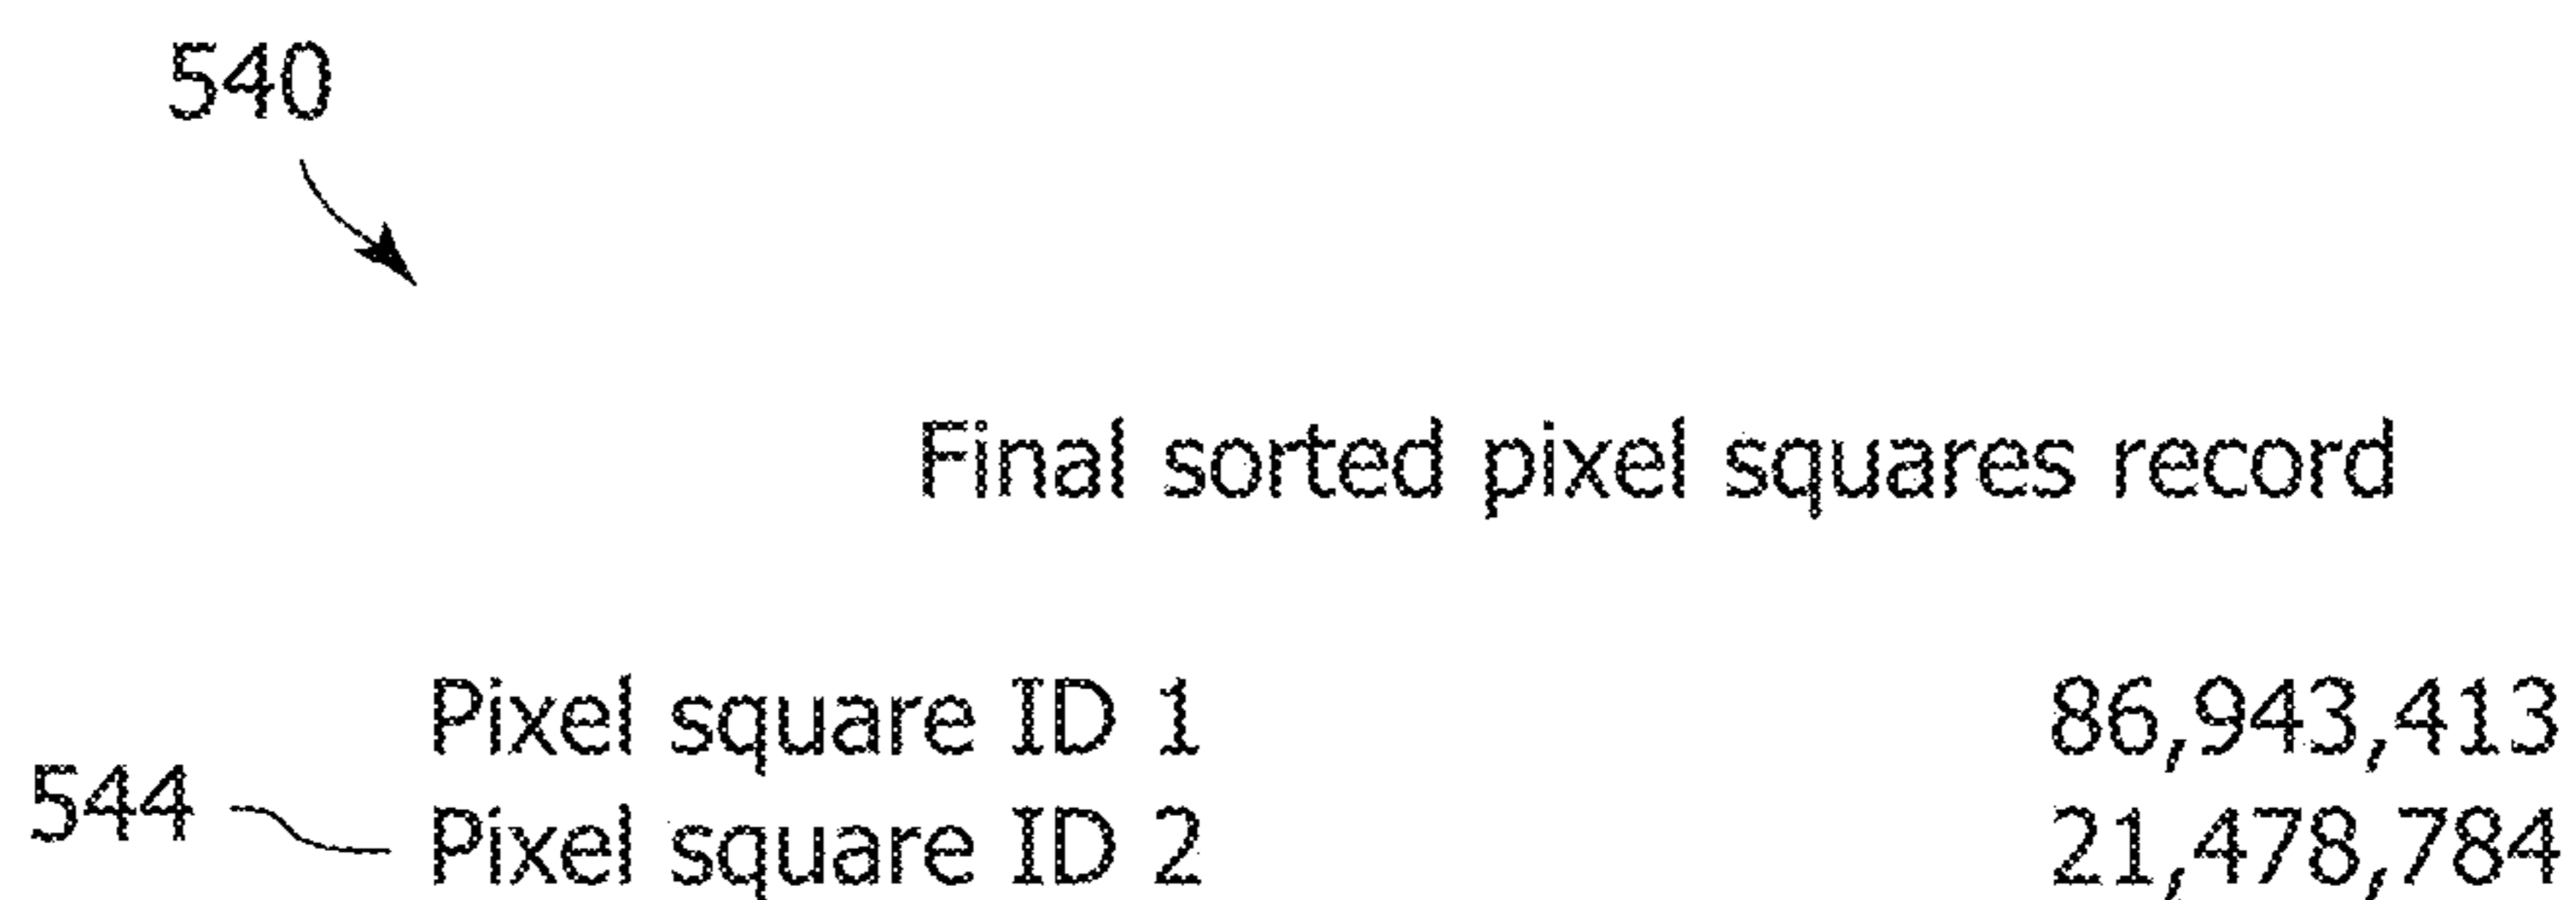 540
Final sorted pixel squares record
Pixel square ID 1 86,943,413
544 Pixel square ID 2 21,478,784